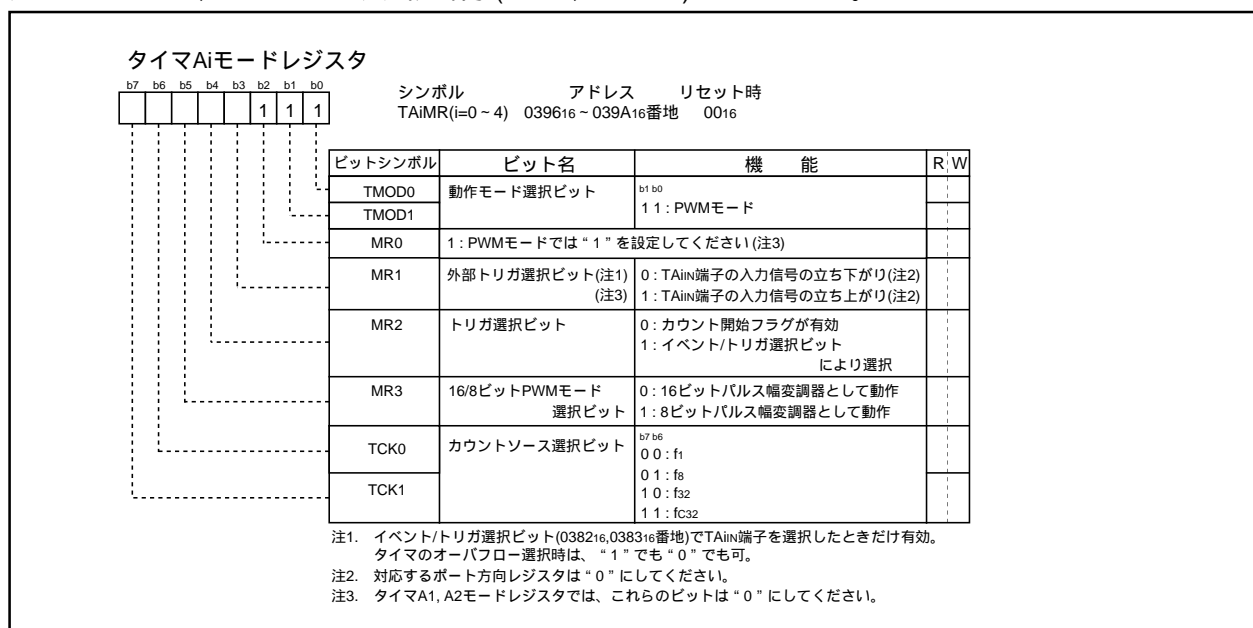 タイマAiモードレジスタ
b7 b6 b5 b4 b3 b2 b1 b0
1 1 1
シンボル アドレス リセット時
TAiMR(i=0~4) 039616~039A16番地 0016
ビットシンボル ビット名 機 能 R W
TMOD0 動作モード選択ビット b1 b0
1 1 : PWMモード
TMOD1
MR0 1 : PWMモードでは“1”を設定してください(注3)
MR1 外部トリガ選択ビット(注1) 0 : TAiIN端子の入力信号の立ち下がり(注2)
(注3) 1 : TAiIN端子の入力信号の立ち上がり(注2)
MR2 トリガ選択ビット 0 : カウント開始フラグが有効
1 : イベント/トリガ選択ビット
により選択
MR3 16/8ビットPWMモード 0 : 16ビットパルス幅変調器として動作
選択ビット 1 : 8ビットパルス幅変調器として動作
TCK0 カウントソース選択ビット b7 b6
0 0 : f1
0 1 : f8
TCK1 1 0 : f32
1 1 : fC32
注1. イベント/トリガ選択ビット(038216,038316番地)でTAiIN端子を選択したときだけ有効。
タイマのオーバフロー選択時は、“1”でも“0”でも可。
注2. 対応するポート方向レジスタは“0”にしてください。
注3. タイマA1, A2モードレジスタでは、これらのビットは“0”にしてください。